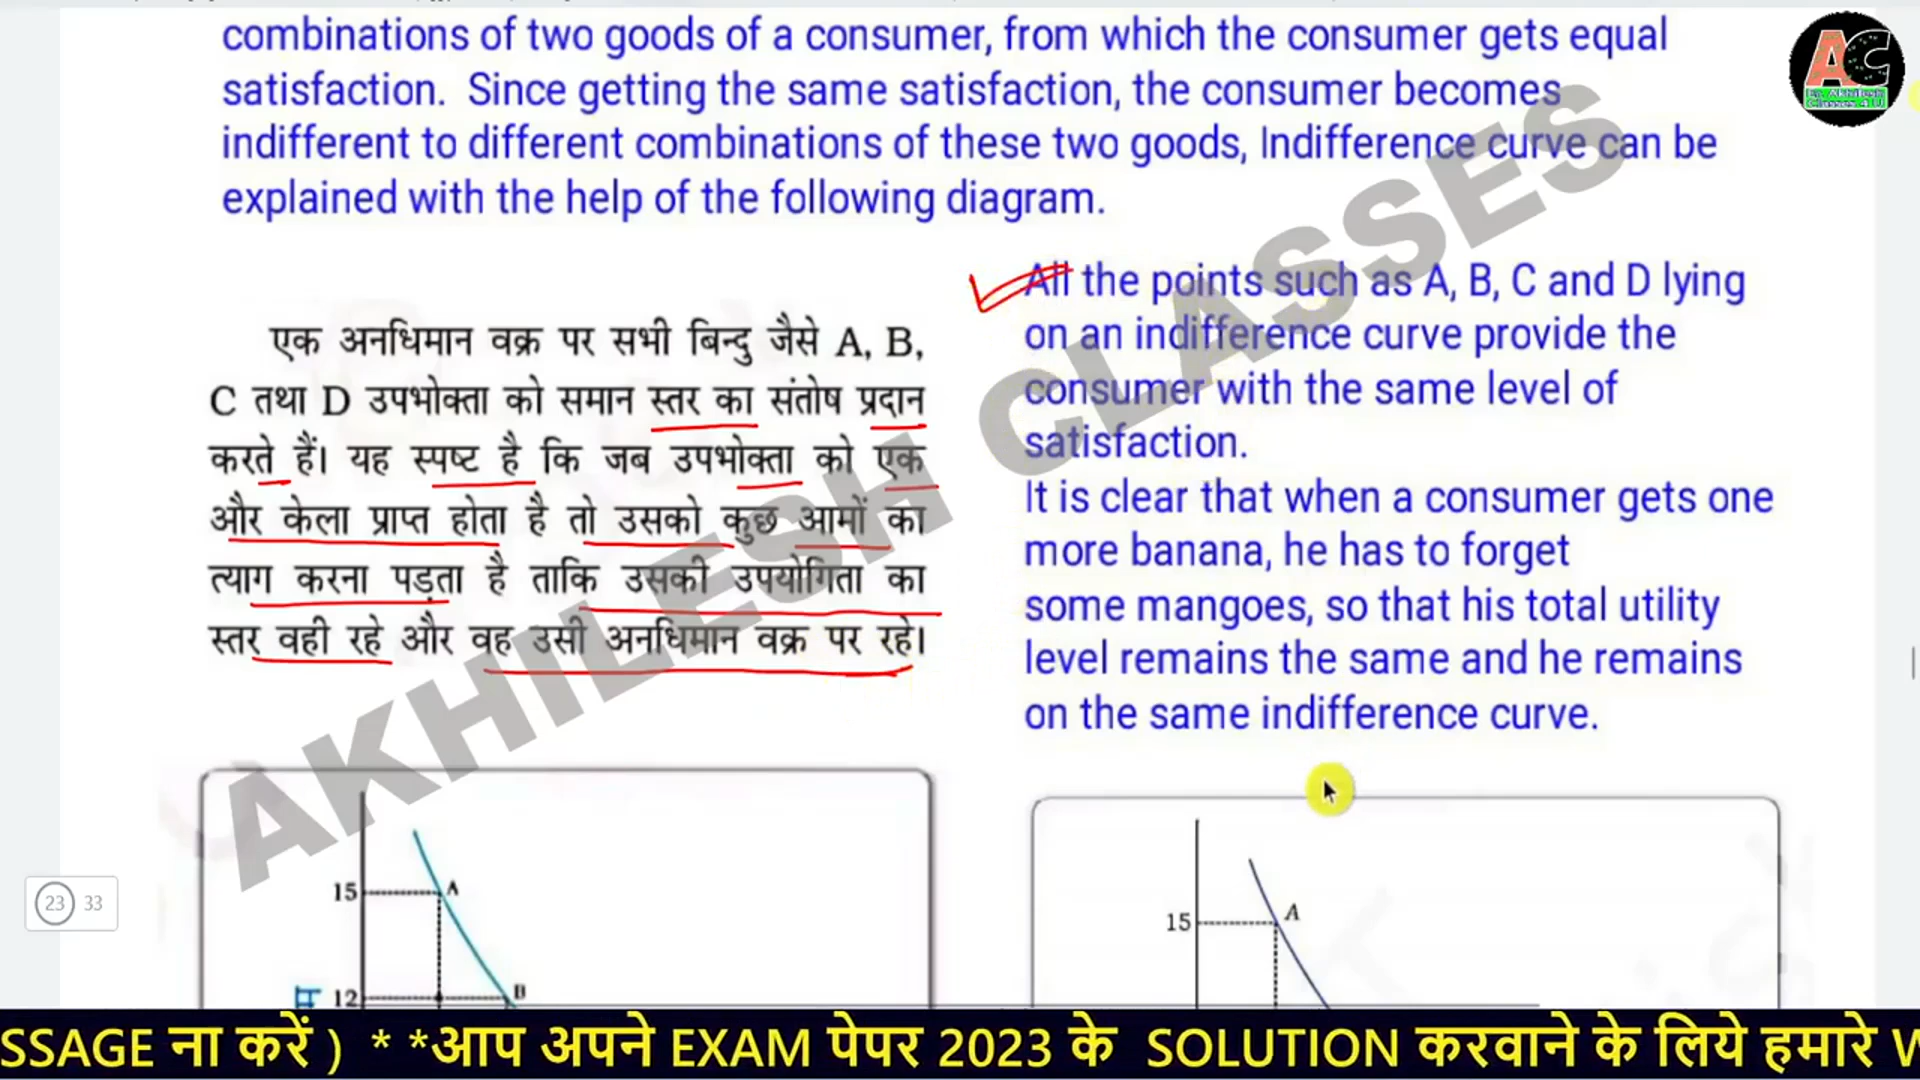 combinations of two goods of a consumer, from which the consumer gets equal
satisfaction. Since getting the same satisfaction, the consumer becomes
indifferent to different combinations of these two goods, Indifference curve can be
explained with the help of the following diagram.
एक अनधिमान वक्र पर सभी बिन्दु जैसे A, B,
C तथा D उपभोक्ता को समान स्तर का संतोष प्रदान
करते हैं। यह स्पष्ट है कि जब उपभोक्ता को एक
और केला प्राप्त होता है तो उसको कुछ आमों का
त्याग करना पड़ता है ताकि उसकी उपयोगिता का
स्तर वही रहे और वह उसी अनधिमान वक्र पर रहे।
All the points such as A, B, C and D lying
on an indifference curve provide the
consumer with the same level of
satisfaction.
It is clear that when a consumer gets one
more banana, he has to forget
some mangoes, so that his total utility
level remains the same and he remains
on the same indifference curve.
AKHILESH CLASSES
AC
Er. Akhilesh
Classes 4 U
15 A
12 B
15 A
23 33
SSAGE ना करें ) * *आप अपने EXAM पेपर 2023 के SOLUTION करवाने के लिये हमारे W